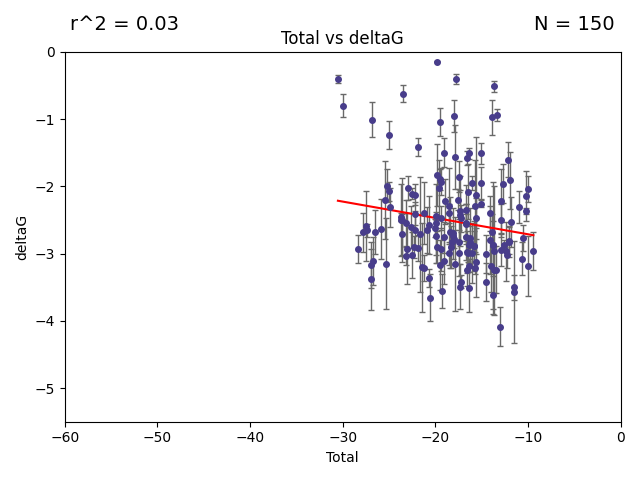 r^2 = 0.03
N = 150
Total vs deltaG
0
−1
−2
−3
−4
−5
deltaG
−60
−50
−40
−30
−20
−10
0
Total